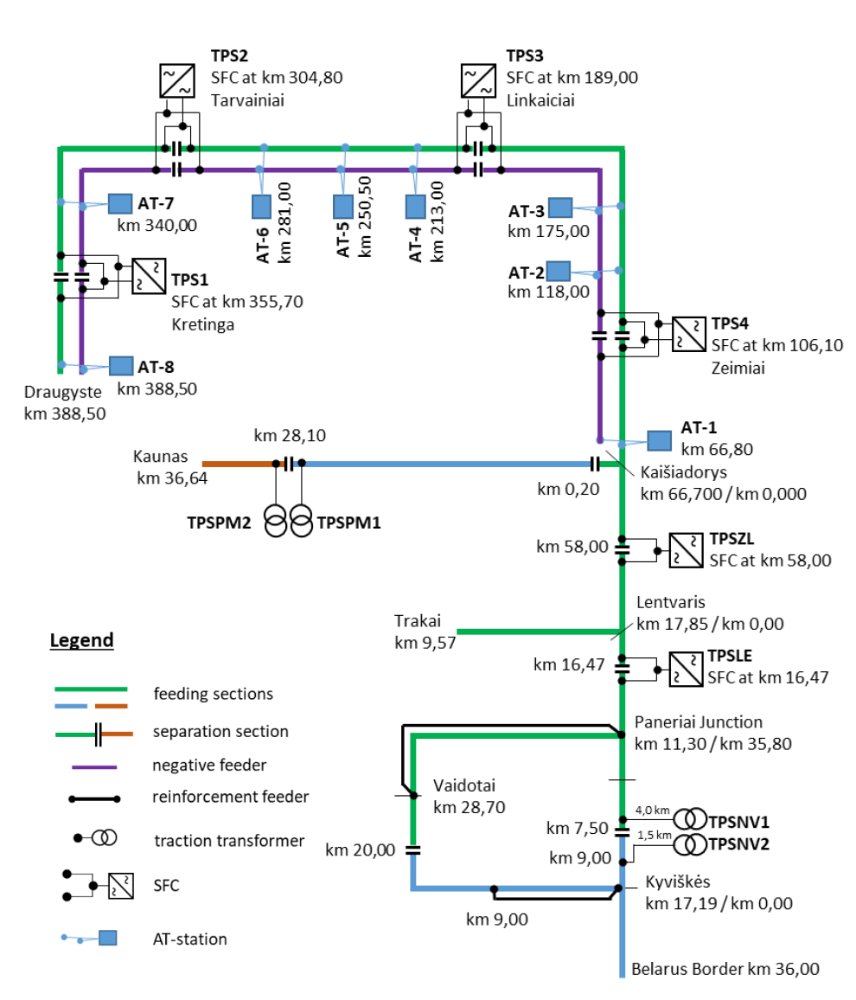 TPS2
SFC at km 304,80
Tarvainiai
TPS3
SFC at km 189,00
Linkaiciai
AT-7
km 340,00
AT-6
km 281,00
AT-5
km 250,50
AT-4
km 213,00
AT-3
km 175,00
AT-2
km 118,00
TPS1
SFC at km 355,70
Kretinga
TPS4
SFC at km 106,10
Zeimiai
AT-8
km 388,50
Draugyste
km 388,50
AT-1
km 66,80
km 28,10
Kaunas
km 36,64
km 0,20
Kaišiadorys
km 66,700 / km 0,000
TPSPM2
TPSPM1
km 58,00
TPSZL
SFC at km 58,00
Trakai
km 9,57
Lentvaris
km 17,85 / km 0,00
km 16,47
TPSLE
SFC at km 16,47
Paneriai Junction
km 11,30 / km 35,80
Vaidotai
km 28,70
km 20,00
4,0 km
TPSNV1
km 7,50
1,5 km
TPSNV2
km 9,00
Kyviškės
km 17,19 / km 0,00
km 9,00
Belarus Border km 36,00
Legend
feeding sections
separation section
negative feeder
reinforcement feeder
traction transformer
SFC
AT-station